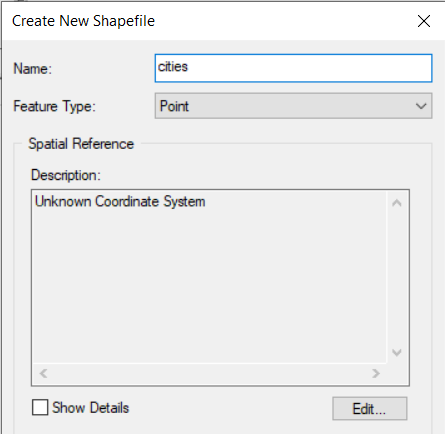 Create New Shapefile
Name:
cities
Feature Type:
Point
Spatial Reference
Description:
Unknown Coordinate System
Show Details
Edit...